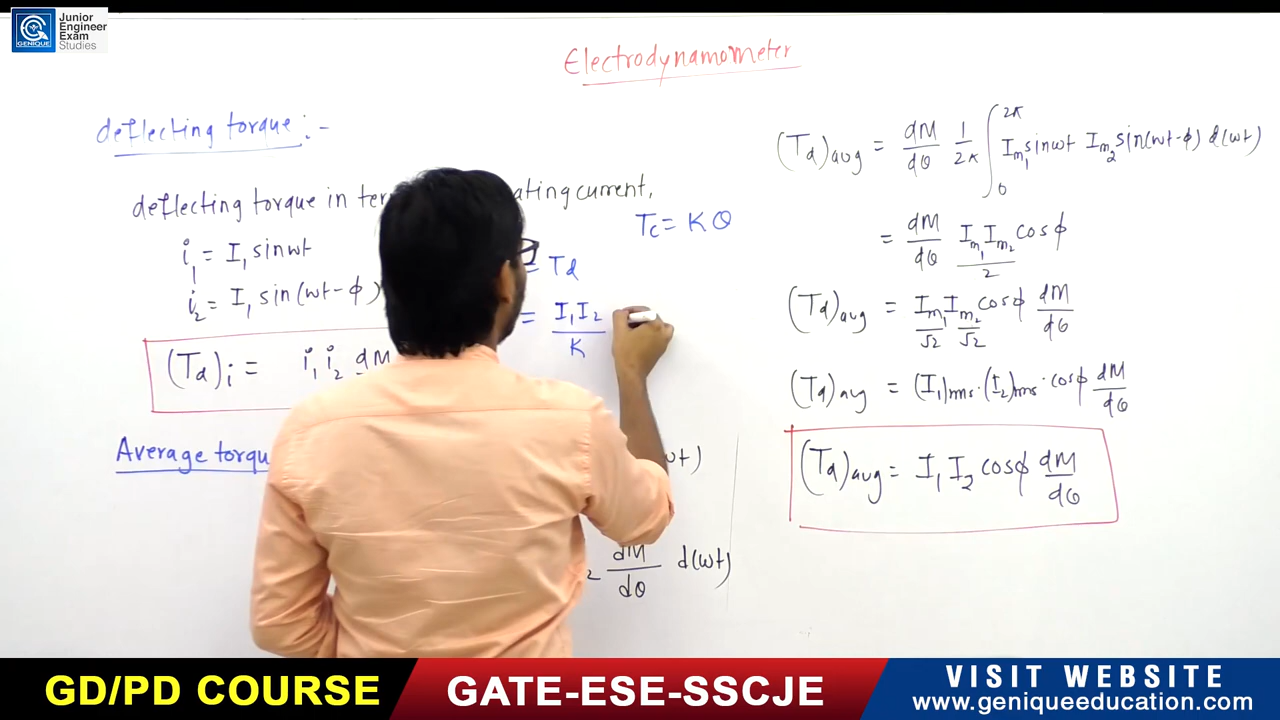 GENIQUE
Junior
Engineer
Exam
Studies
Electrodynamometer
deflecting torque :-
deflecting torque in current,
i₁ = I₁ sinωt
i₂ = I₁ sin(ωt-ϕ)
(Td)i = i₁ i₂ dM
Average
Tc = Kθ
= Td
= I₁I₂ / K
ωt)
₂ dM/dθ d(ωt)
(Td)avg = dM/dθ 1/2π ∫₀^2π Im₁ sinωt Im₂ sin(ωt-ϕ) d(ωt)
= dM/dθ Im₁ Im₂/2 cosϕ
(Td)avg = Im₁/√2 Im₂/√2 cosϕ dM/dθ
(Td)avg = (I₁)rms · (I₂)rms · cosϕ dM/dθ
(Td)avg = I₁ I₂ cosϕ dM/dθ
GD/PD COURSE
GATE-ESE-SSCJE
VISIT WEBSITE
www.geniqueeducation.com